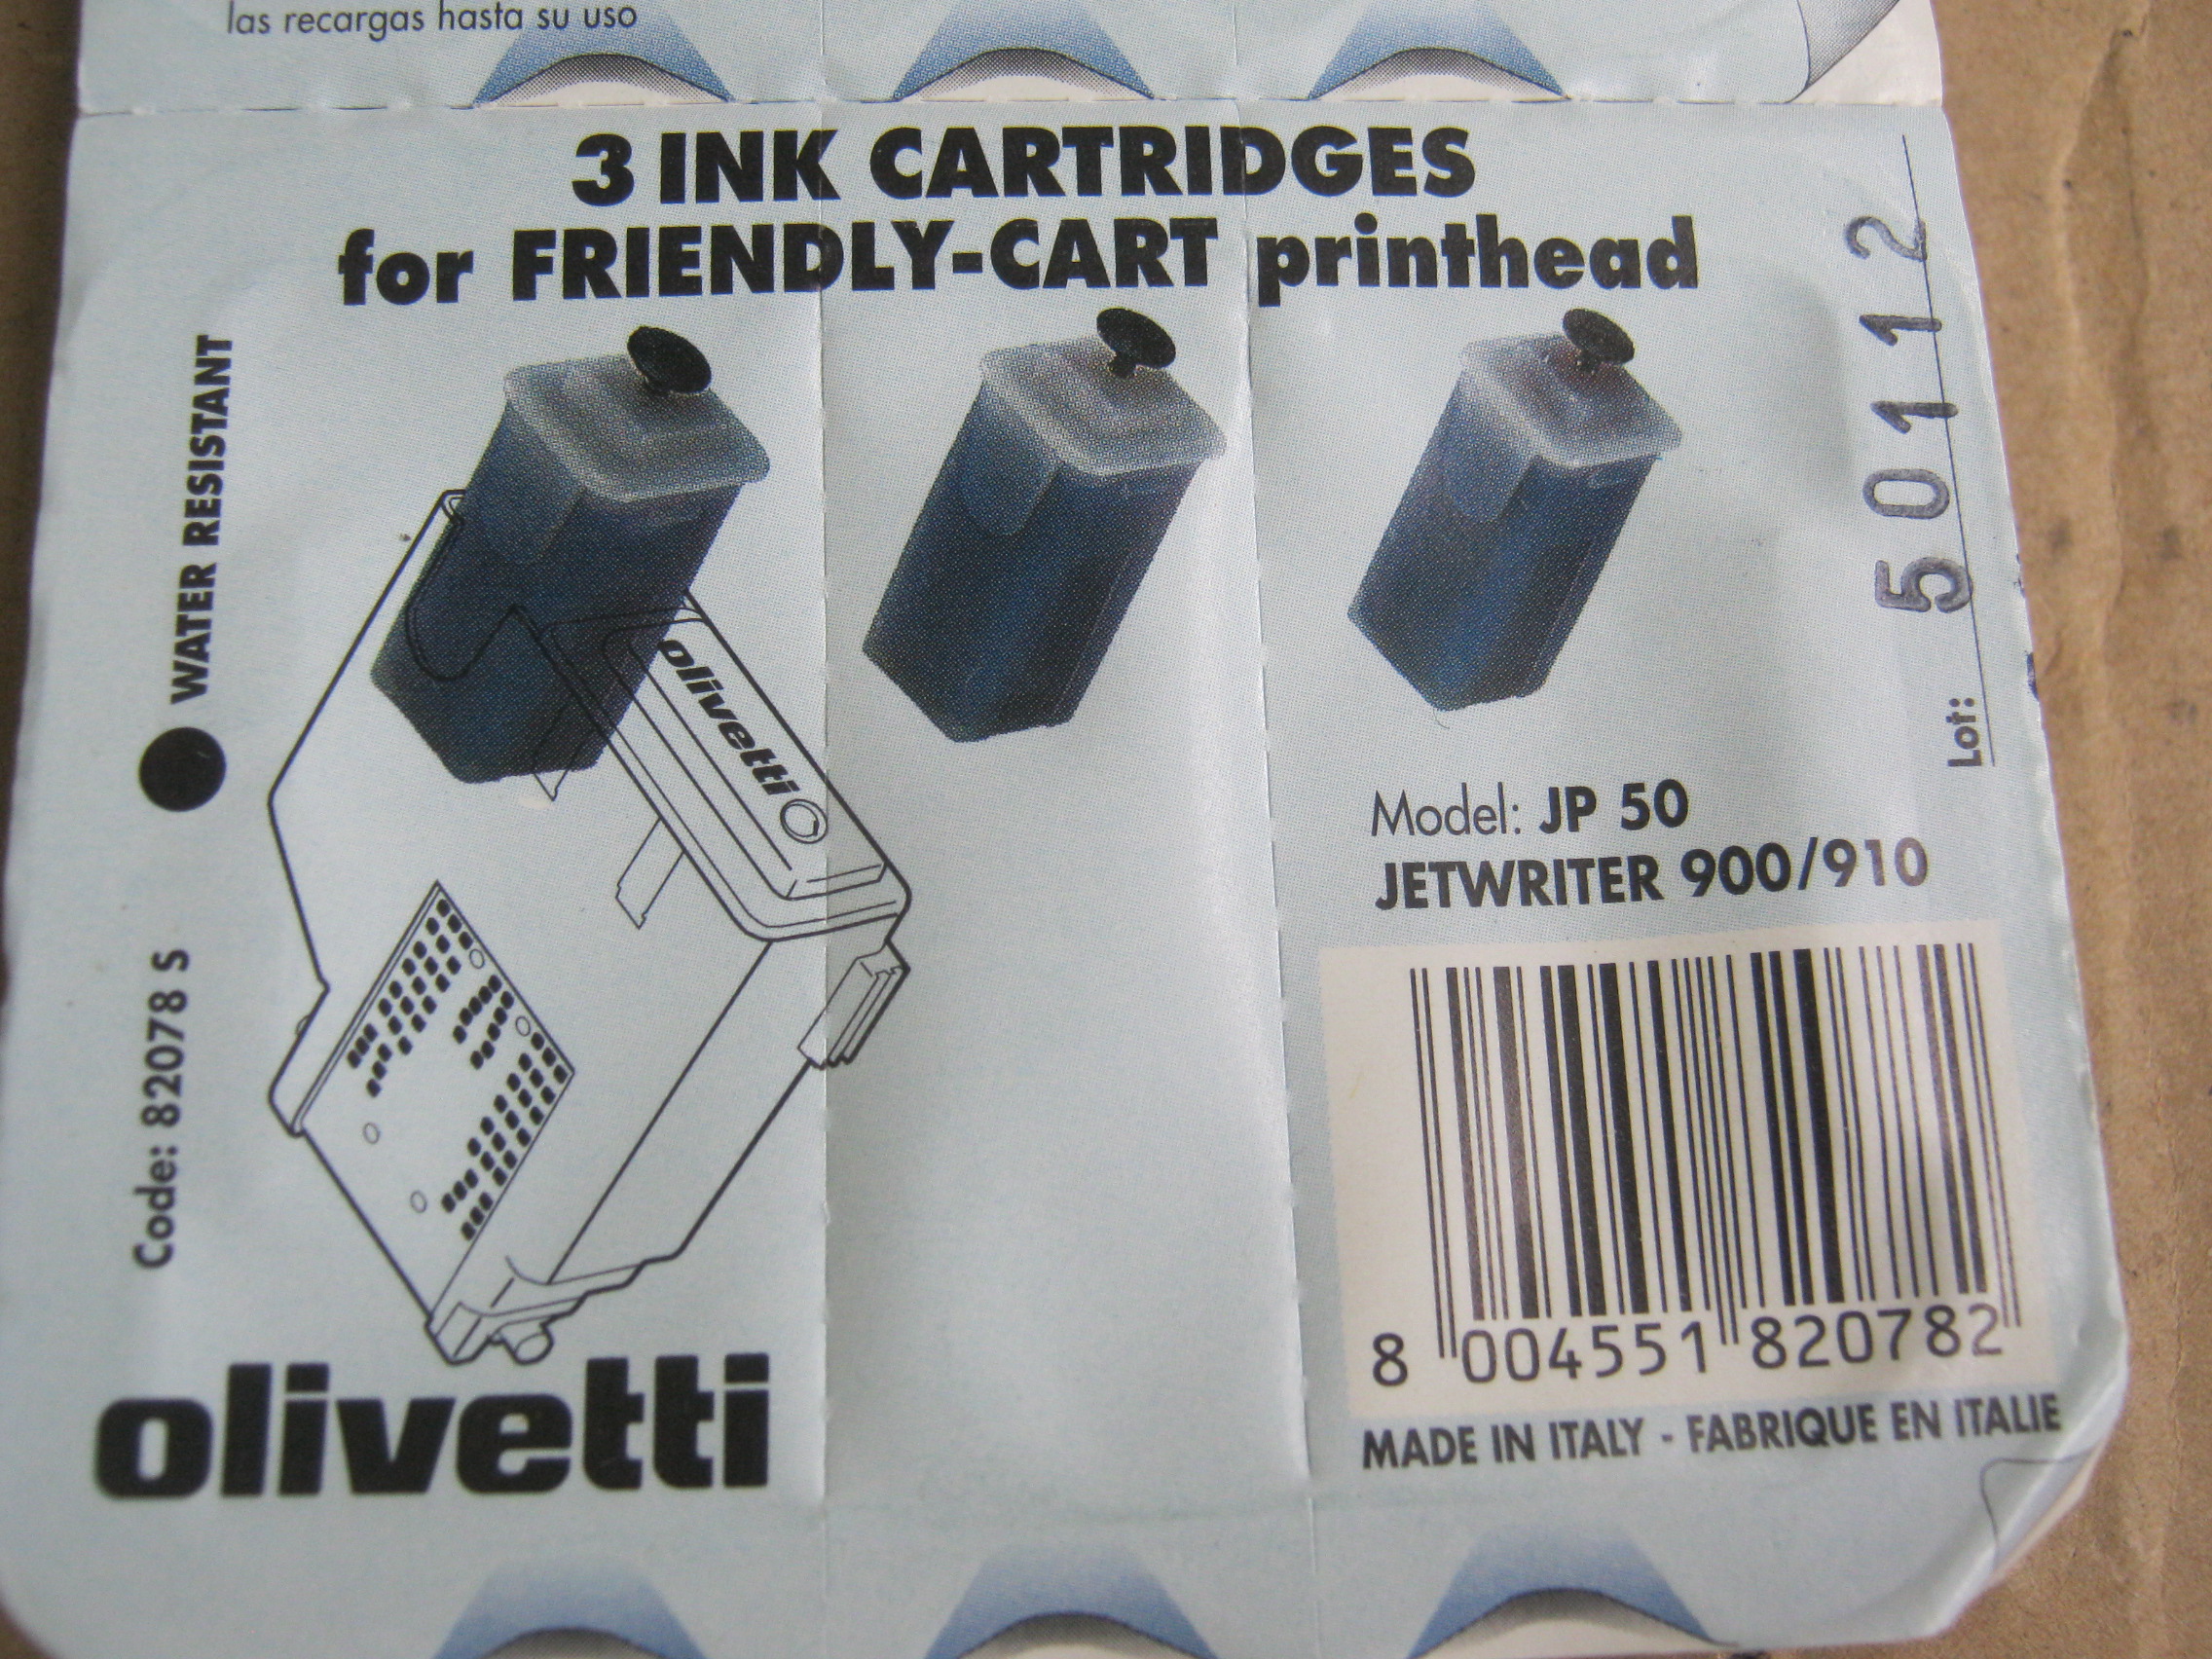 las recargas hasta su uso
3 INK CARTRIDGES
for FRIENDLY-CART printhead
WATER RESISTANT
Code: 82078 S
olivetti
Lot: 50112
Model: JP 50
JETWRITER 900/910
8 004551 820782
MADE IN ITALY - FABRIQUE EN ITALIE
olivetti